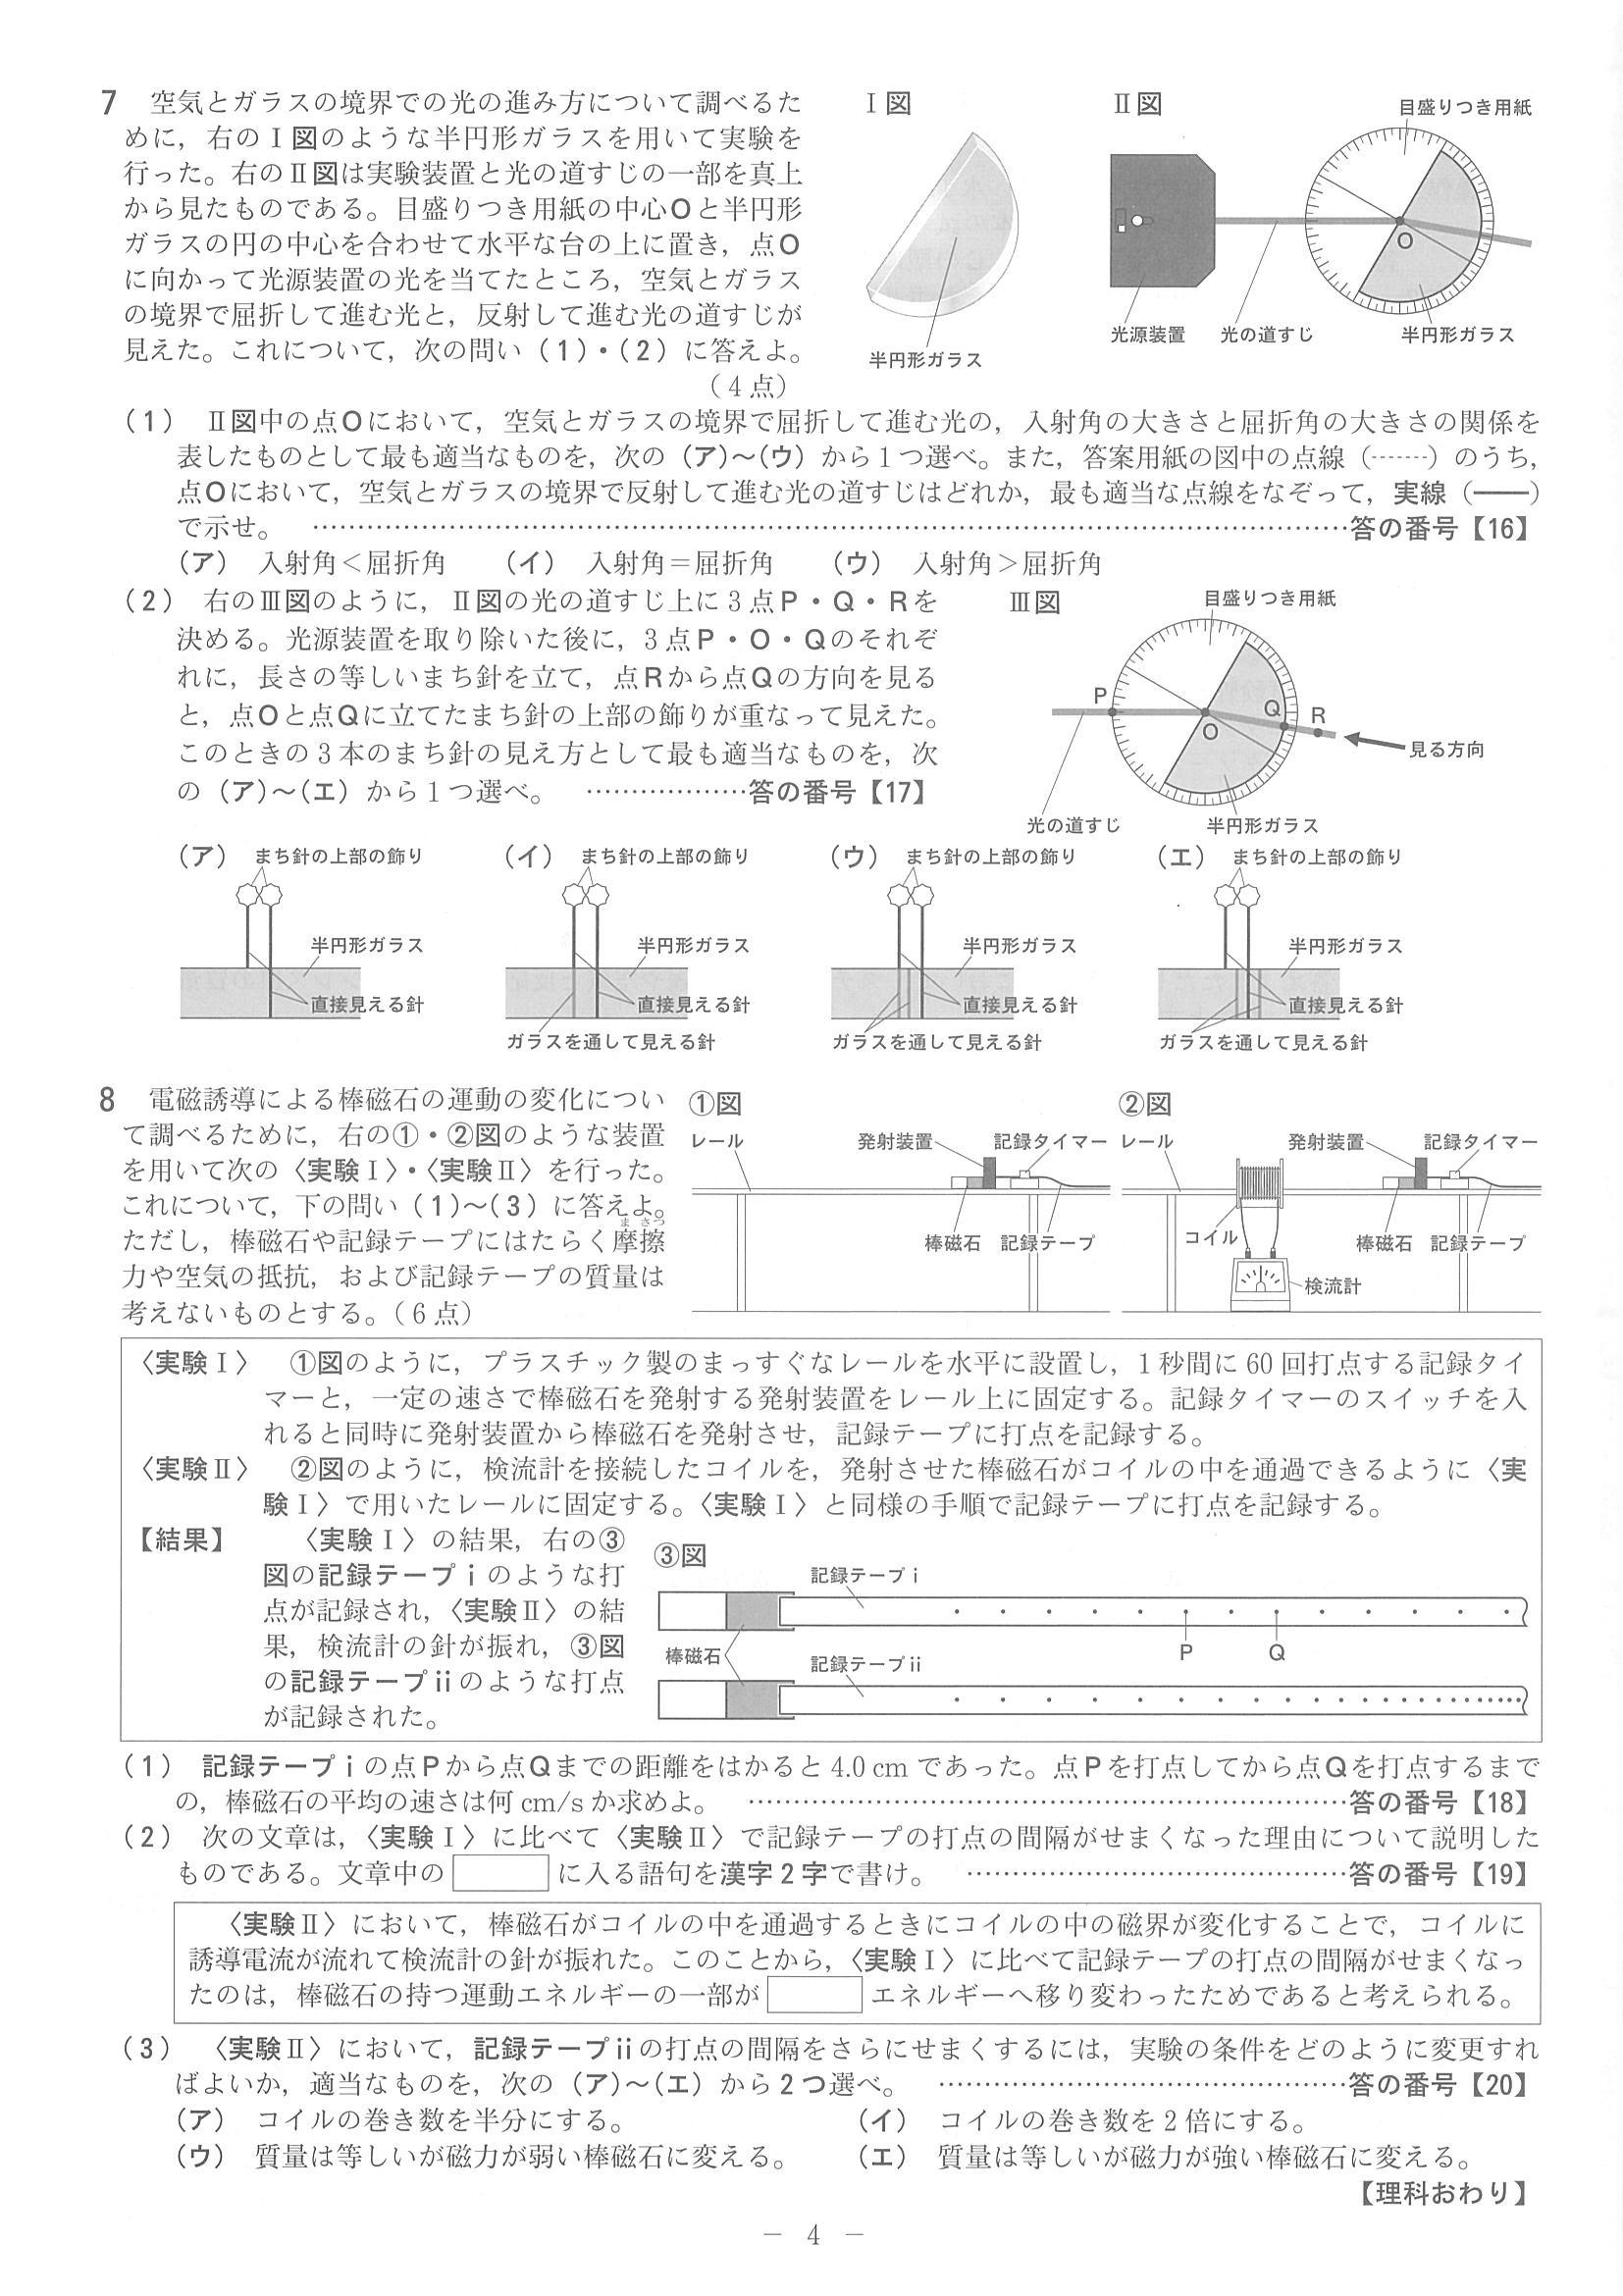 7 空気とガラスの境界での光の進み方について調べるた
めに，右のⅠ図のような半円形ガラスを用いて実験を
行った。右のⅡ図は実験装置と光の道すじの一部を真上
から見たものである。目盛りつき用紙の中心Oと半円形
ガラスの円の中心を合わせて水平な台の上に置き，点O
に向かって光源装置の光を当てたところ，空気とガラス
の境界で屈折して進む光と，反射して進む光の道すじが
見えた。これについて，次の問い（1）・（2）に答えよ。
（4点）
Ⅰ図
半円形ガラス
Ⅱ図
目盛りつき用紙
O
光源装置
光の道すじ
半円形ガラス
（1） Ⅱ図中の点Oにおいて，空気とガラスの境界で屈折して進む光の，入射角の大きさと屈折角の大きさの関係を
表したものとして最も適当なものを，次の（ア）～（ウ）から1つ選べ。また，答案用紙の図中の点線（-------）のうち，
点Oにおいて，空気とガラスの境界で反射して進む光の道すじはどれか，最も適当な点線をなぞって，実線（——）
で示せ。 ……………………………………………………答の番号【16】
（ア） 入射角＜屈折角 （イ） 入射角＝屈折角 （ウ） 入射角＞屈折角
（2） 右のⅢ図のように，Ⅱ図の光の道すじ上に3点P・Q・Rを
決める。光源装置を取り除いた後に，3点P・O・Qのそれぞ
れに，長さの等しいまち針を立て，点Rから点Qの方向を見る
と，点Oと点Qに立てたまち針の上部の飾りが重なって見えた。
このときの3本のまち針の見え方として最も適当なものを，次
の（ア）～（エ）から1つ選べ。 ………………答の番号【17】
Ⅲ図
目盛りつき用紙
P
O
Q
R
見る方向
光の道すじ
半円形ガラス
（ア） まち針の上部の飾り
半円形ガラス
直接見える針
（イ） まち針の上部の飾り
半円形ガラス
直接見える針
ガラスを通して見える針
（ウ） まち針の上部の飾り
半円形ガラス
直接見える針
ガラスを通して見える針
（エ） まち針の上部の飾り
半円形ガラス
直接見える針
ガラスを通して見える針
8 電磁誘導による棒磁石の運動の変化につい
て調べるために，右の①・②図のような装置
を用いて次の〈実験Ⅰ〉・〈実験Ⅱ〉を行った。
これについて，下の問い（1）～（3）に答えよ。
ただし，棒磁石や記録テープにはたらく摩擦
ま さつ
力や空気の抵抗，および記録テープの質量は
考えないものとする。（6点）
①図
レール
発射装置
記録タイマー
棒磁石
記録テープ
②図
レール
発射装置
記録タイマー
コイル
棒磁石
記録テープ
検流計
〈実験Ⅰ〉 ①図のように，プラスチック製のまっすぐなレールを水平に設置し，1秒間に60回打点する記録タイ
マーと，一定の速さで棒磁石を発射する発射装置をレール上に固定する。記録タイマーのスイッチを入
れると同時に発射装置から棒磁石を発射させ，記録テープに打点を記録する。
〈実験Ⅱ〉 ②図のように，検流計を接続したコイルを，発射させた棒磁石がコイルの中を通過できるように〈実
験Ⅰ〉で用いたレールに固定する。〈実験Ⅰ〉と同様の手順で記録テープに打点を記録する。
【結果】 〈実験Ⅰ〉の結果，右の③
図の記録テープⅰのような打
点が記録され，〈実験Ⅱ〉の結
果，検流計の針が振れ，③図
の記録テープⅱのような打点
が記録された。
③図
記録テープⅰ
P
Q
棒磁石
記録テープⅱ
（1） 記録テープⅰの点Pから点Qまでの距離をはかると4.0 cmであった。点Pを打点してから点Qを打点するまで
の，棒磁石の平均の速さは何cm/sか求めよ。 ………………………………答の番号【18】
（2） 次の文章は，〈実験Ⅰ〉に比べて〈実験Ⅱ〉で記録テープの打点の間隔がせまくなった理由について説明した
ものである。文章中の に入る語句を漢字2字で書け。 ………………………………答の番号【19】
〈実験Ⅱ〉において，棒磁石がコイルの中を通過するときにコイルの中の磁界が変化することで，コイルに
誘導電流が流れて検流計の針が振れた。このことから，〈実験Ⅰ〉に比べて記録テープの打点の間隔がせまくなっ
たのは，棒磁石の持つ運動エネルギーの一部が エネルギーへ移り変わったためであると考えられる。
（3） 〈実験Ⅱ〉において，記録テープⅱの打点の間隔をさらにせまくするには，実験の条件をどのように変更すれ
ばよいか，適当なものを，次の（ア）～（エ）から2つ選べ。 ………………………………答の番号【20】
（ア） コイルの巻き数を半分にする。 （イ） コイルの巻き数を2倍にする。
（ウ） 質量は等しいが磁力が弱い棒磁石に変える。 （エ） 質量は等しいが磁力が強い棒磁石に変える。
【理科おわり】
— 4 —